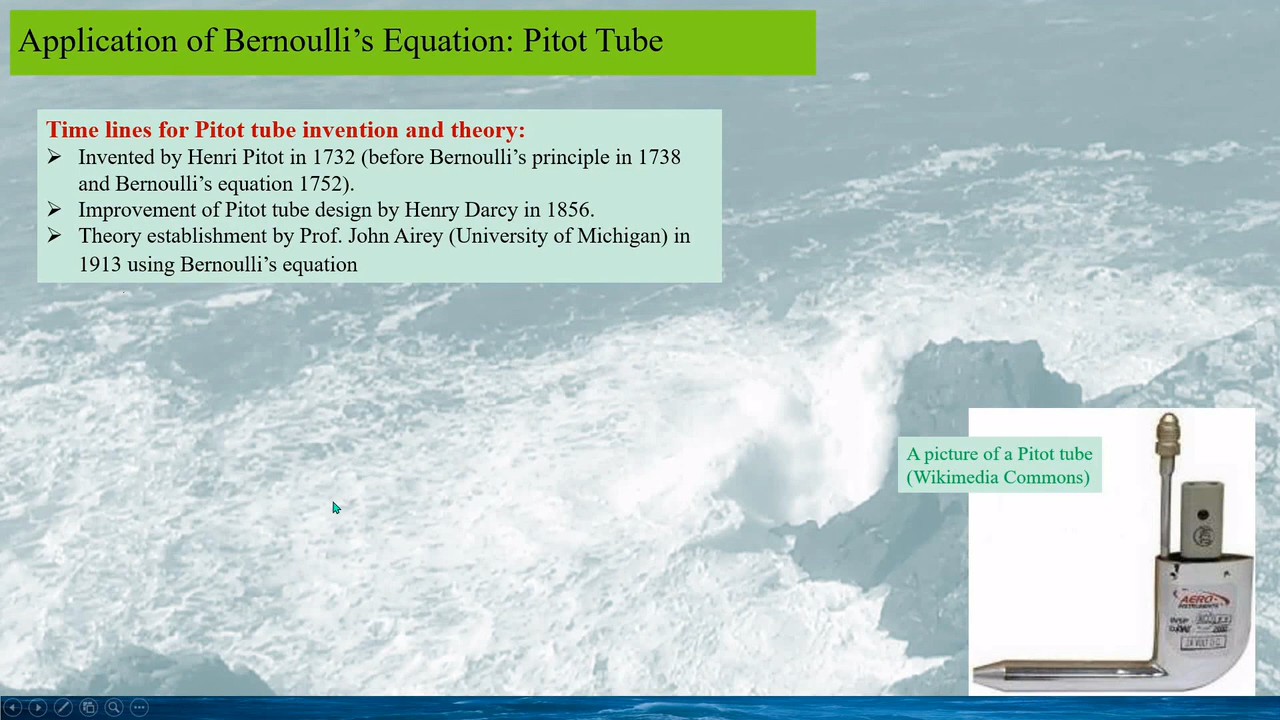 Application of Bernoulli’s Equation: Pitot Tube
Time lines for Pitot tube invention and theory:
➢ Invented by Henri Pitot in 1732 (before Bernoulli’s principle in 1738
and Bernoulli’s equation 1752).
➢ Improvement of Pitot tube design by Henry Darcy in 1856.
➢ Theory establishment by Prof. John Airey (University of Michigan) in
1913 using Bernoulli’s equation
A picture of a Pitot tube
(Wikimedia Commons)
AERO
INSTRUMENTS
INSP